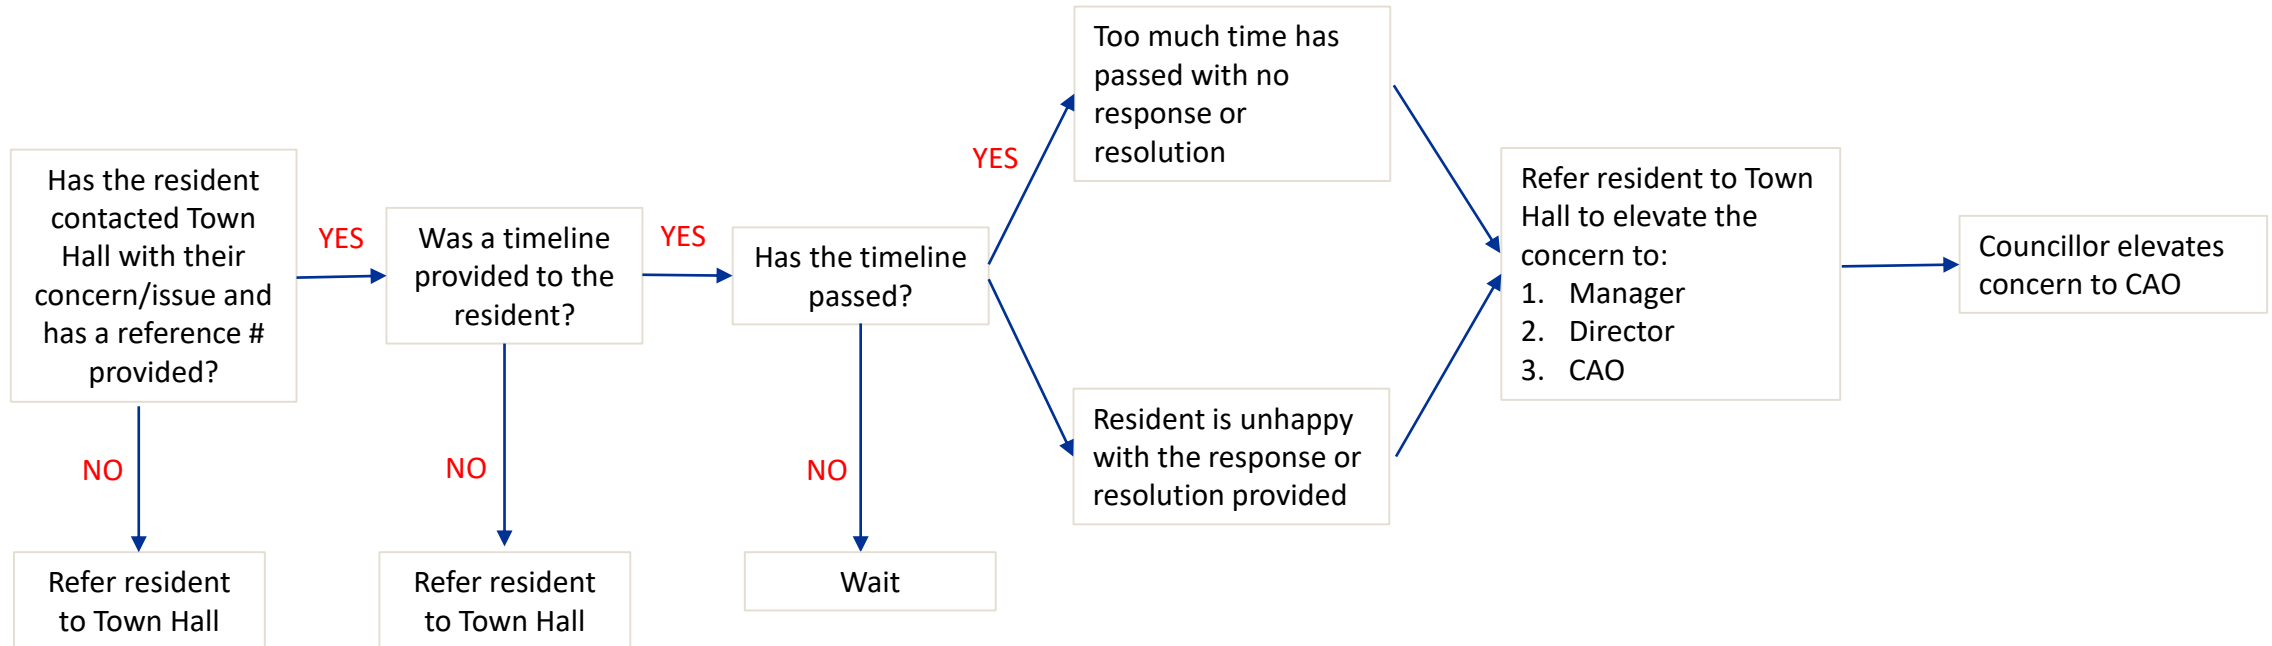 Has the resident
contacted Town
Hall with their
concern/issue and
has a reference #
provided?
YES
NO
Refer resident
to Town Hall
Was a timeline
provided to the
resident?
YES
NO
Refer resident
to Town Hall
Has the timeline
passed?
YES
NO
Wait
Too much time has
passed with no
response or
resolution
Resident is unhappy
with the response or
resolution provided
Refer resident to Town
Hall to elevate the
concern to:
1. Manager
2. Director
3. CAO
Councillor elevates
concern to CAO